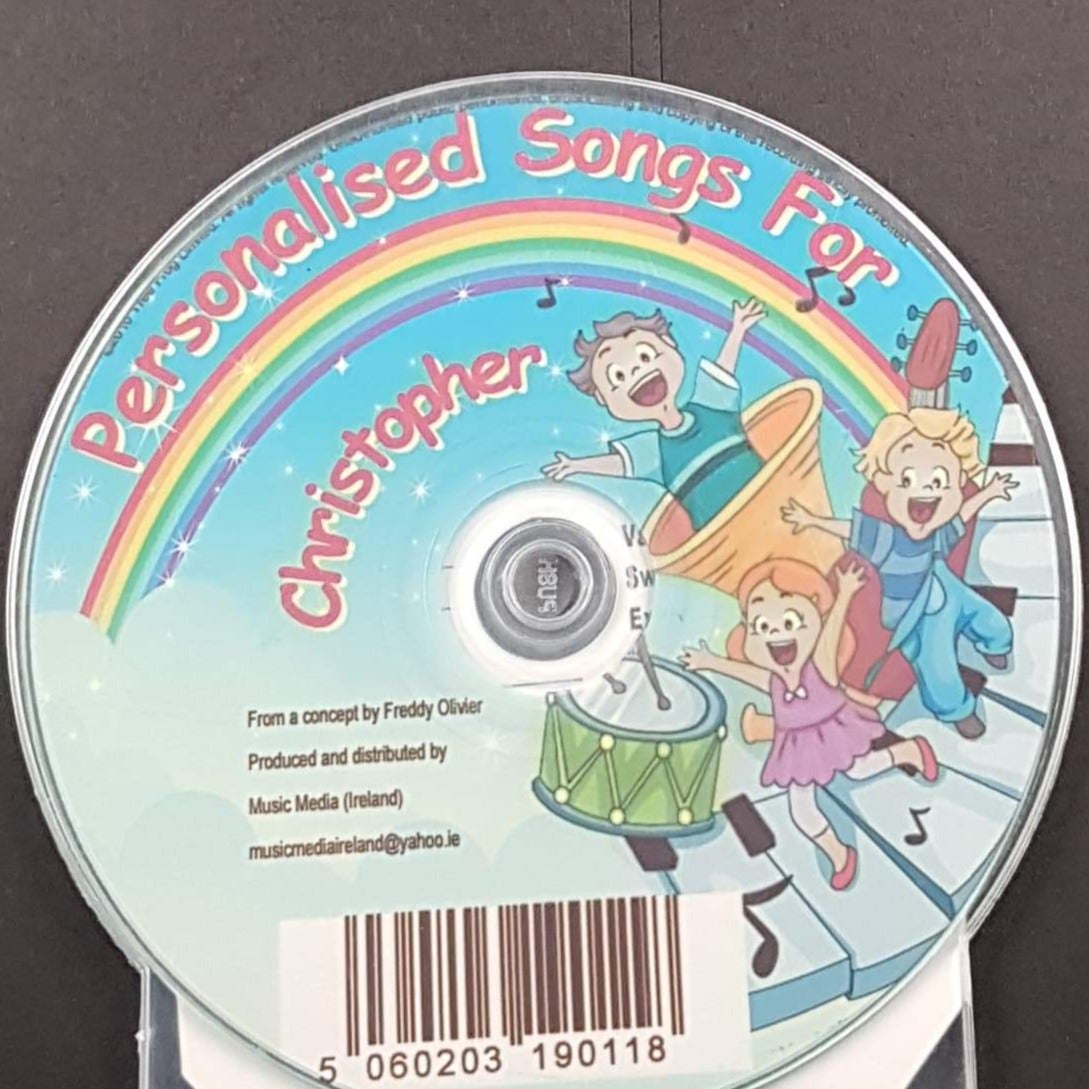 Personalised Songs For
Christopher
From a concept by Freddy Olivier
Produced and distributed by
Music Media (Ireland)
musicmediaireland@yahoo.ie
5 060203 190118